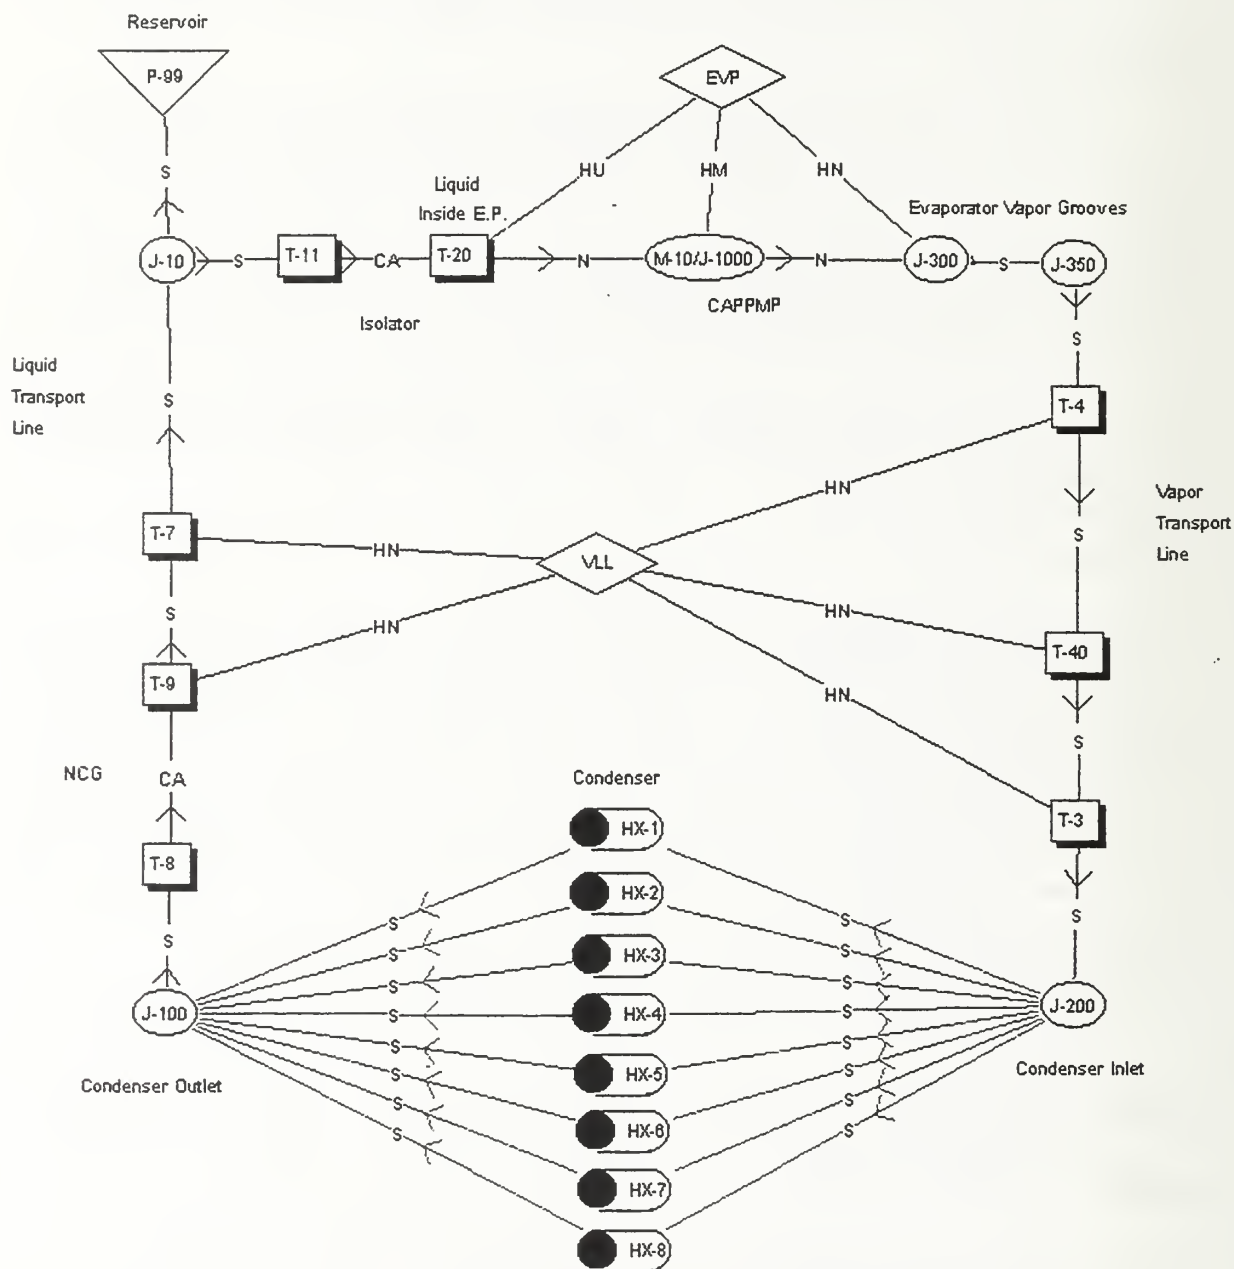 Reservoir
P-99
EVP
S
HU
HM
HN
Liquid
Inside E.P.
Evaporator Vapor Grooves
J-10
S
T-11
CA
T-20
N
M-10/J-1000
N
J-300
S
J-350
Isolator
CAPPMP
S
Liquid
Transport
Line
S
T-4
HN
Vapor
Transport
Line
T-7
HN
VLL
S
S
HN
HN
T-9
T-40
HN
S
NCG
CA
Condenser
HX-1
T-3
T-8
HX-2
S
S
S
S
S
S
HX-3
S
S
J-100
S
HX-4
S
J-200
S
S
HX-5
Condenser Outlet
Condenser Inlet
S
S
S
HX-6
S
S
S
HX-7
HX-8